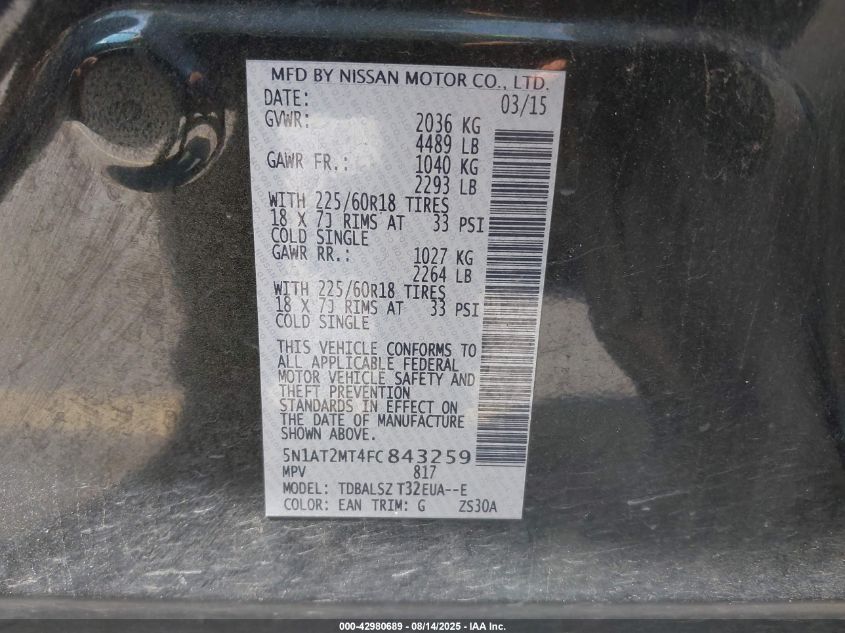 MFD BY NISSAN MOTOR CO., LTD.
DATE: 03/15
GVWR: 2036 KG
4489 LB
GAWR FR.: 1040 KG
2293 LB
WITH 225/60R18 TIRES
18 X 7J RIMS AT 33 PSI
COLD SINGLE
GAWR RR.: 1027 KG
2264 LB
WITH 225/60R18 TIRES
18 X 7J RIMS AT 33 PSI
COLD SINGLE
THIS VEHICLE CONFORMS TO
ALL APPLICABLE FEDERAL
MOTOR VEHICLE SAFETY AND
THEFT PREVENTION
STANDARDS IN EFFECT ON
THE DATE OF MANUFACTURE
SHOWN ABOVE.
5N1AT2MT4FC843259
MPV 817
MODEL: TDBALSZ T32EUA--E
COLOR: EAN TRIM: G ZS30A
000-42980689 - 08/14/2025 - IAA Inc.